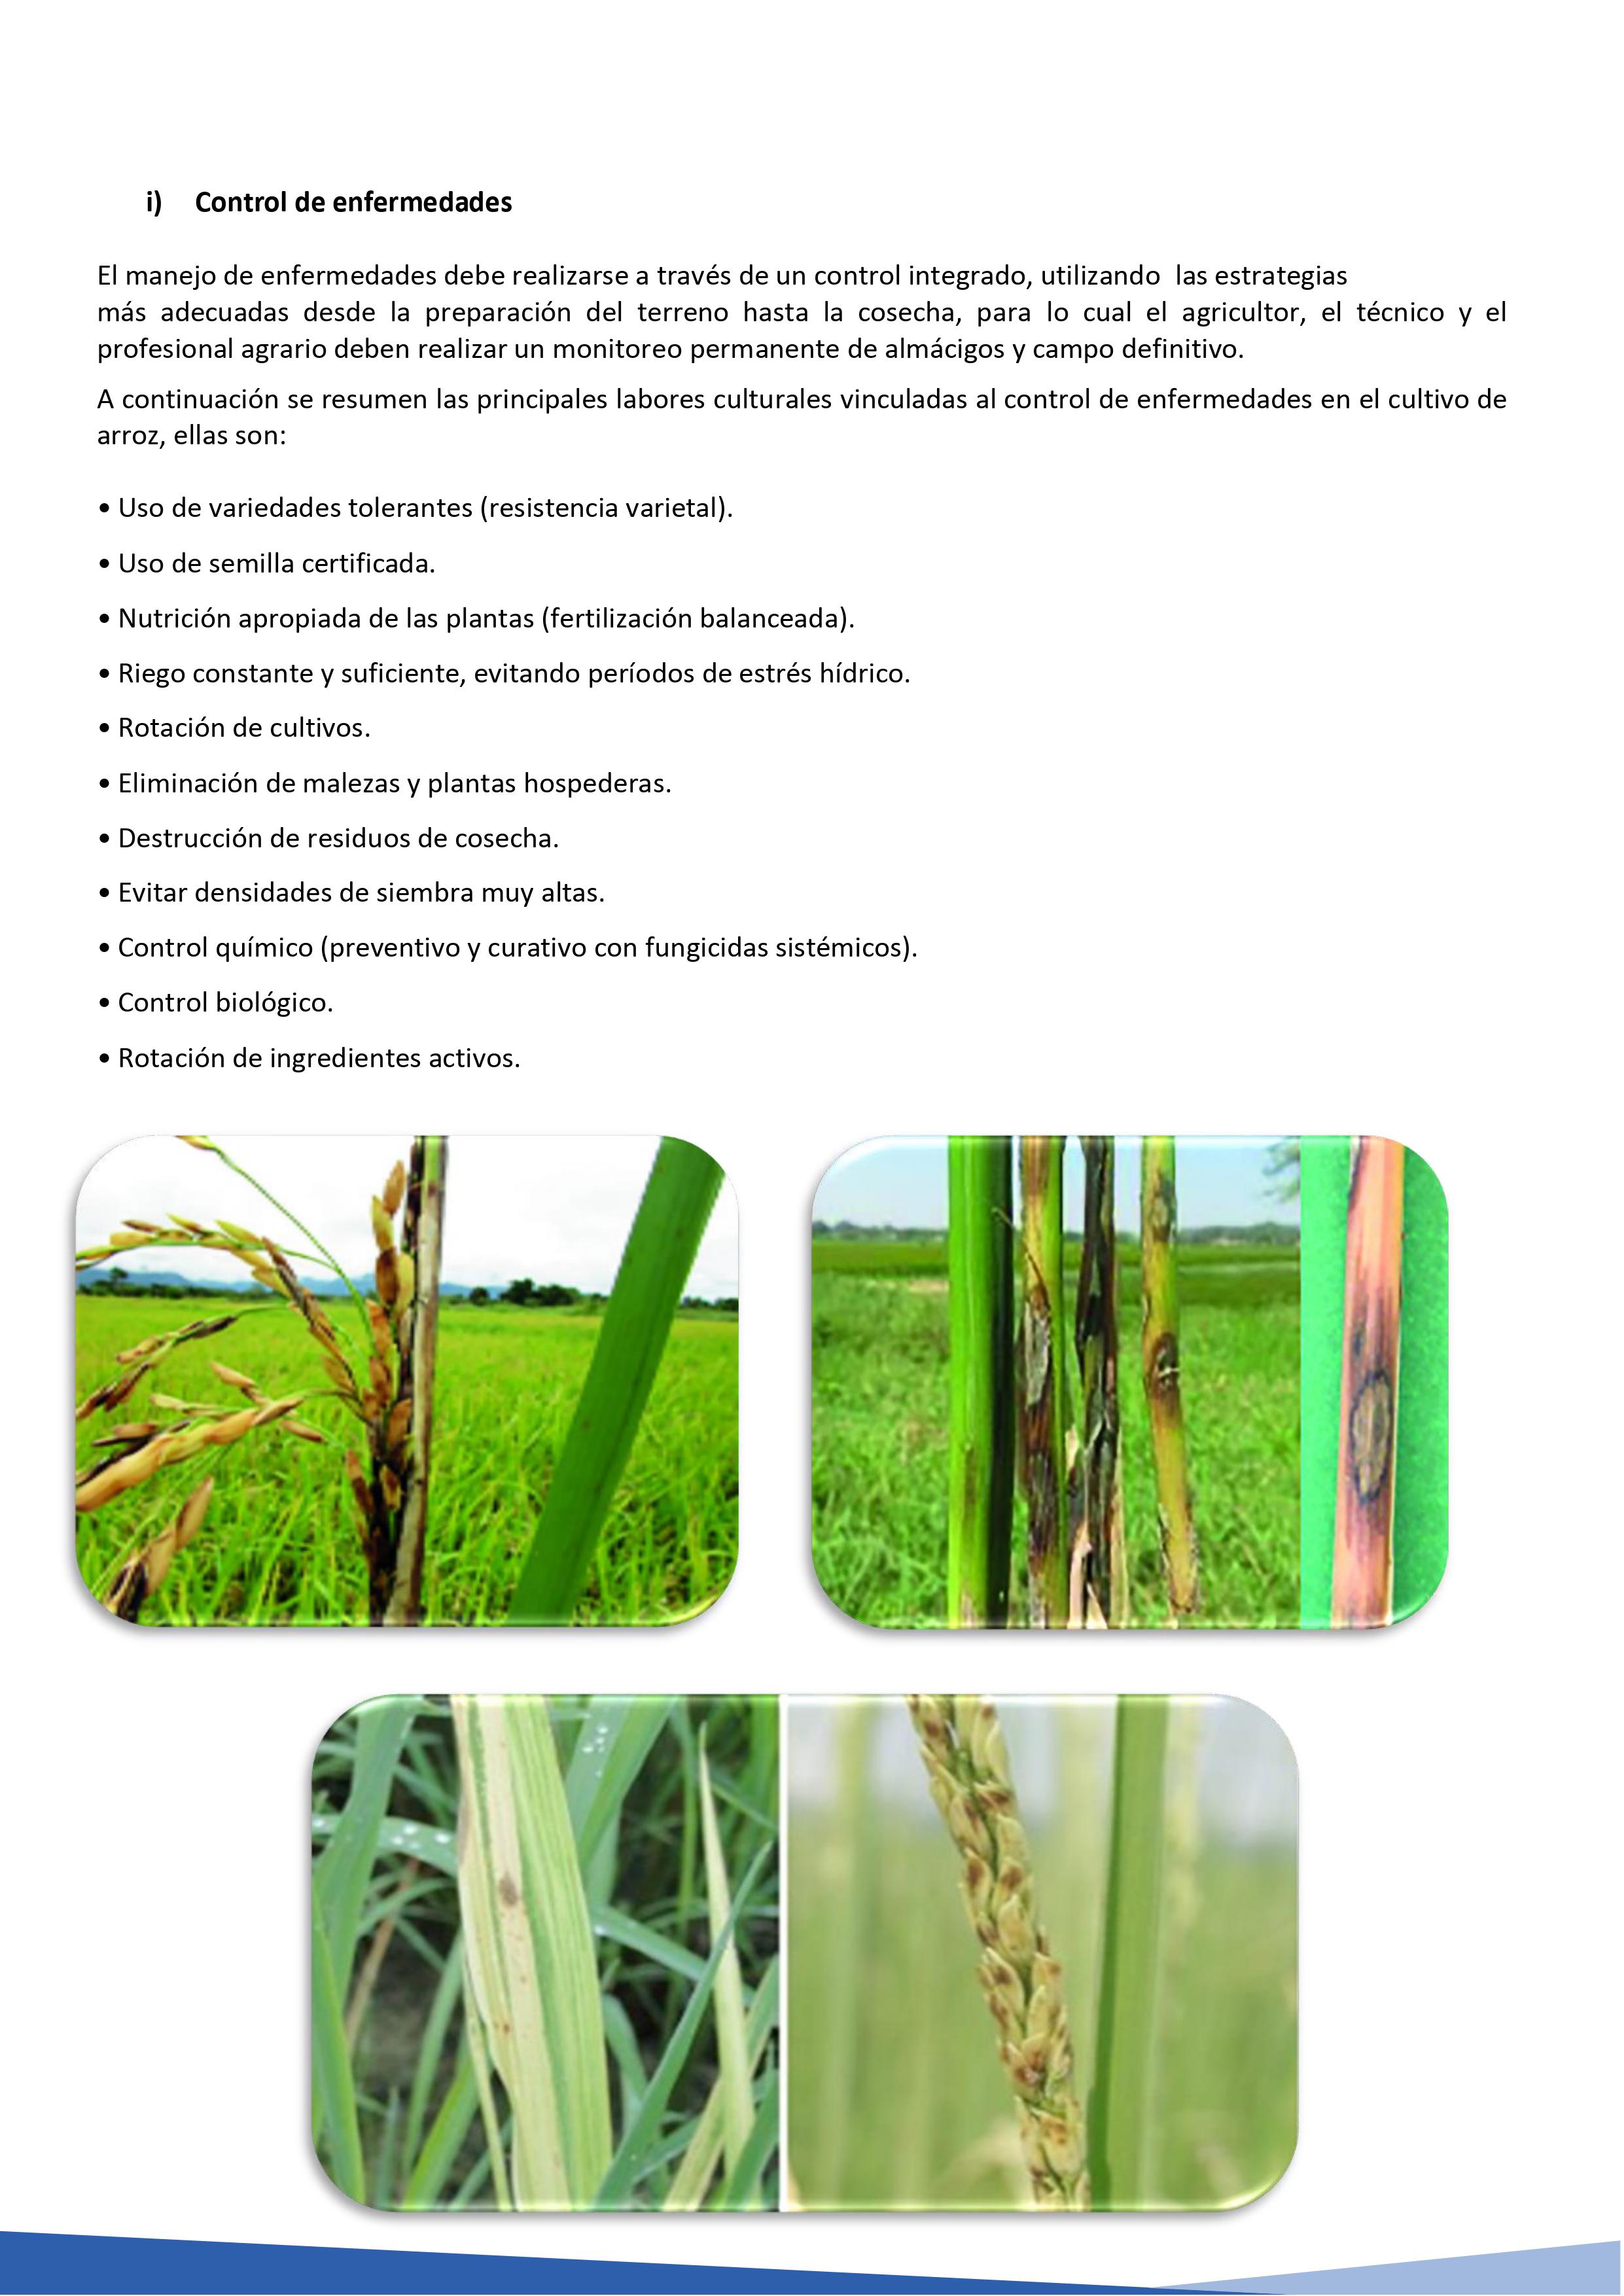 i) Control de enfermedades
El manejo de enfermedades debe realizarse a través de un control integrado, utilizando las estrategias
más adecuadas desde la preparación del terreno hasta la cosecha, para lo cual el agricultor, el técnico y el
profesional agrario deben realizar un monitoreo permanente de almácigos y campo definitivo.
A continuación se resumen las principales labores culturales vinculadas al control de enfermedades en el cultivo de
arroz, ellas son:
• Uso de variedades tolerantes (resistencia varietal).
• Uso de semilla certificada.
• Nutrición apropiada de las plantas (fertilización balanceada).
• Riego constante y suficiente, evitando períodos de estrés hídrico.
• Rotación de cultivos.
• Eliminación de malezas y plantas hospederas.
• Destrucción de residuos de cosecha.
• Evitar densidades de siembra muy altas.
• Control químico (preventivo y curativo con fungicidas sistémicos).
• Control biológico.
• Rotación de ingredientes activos.